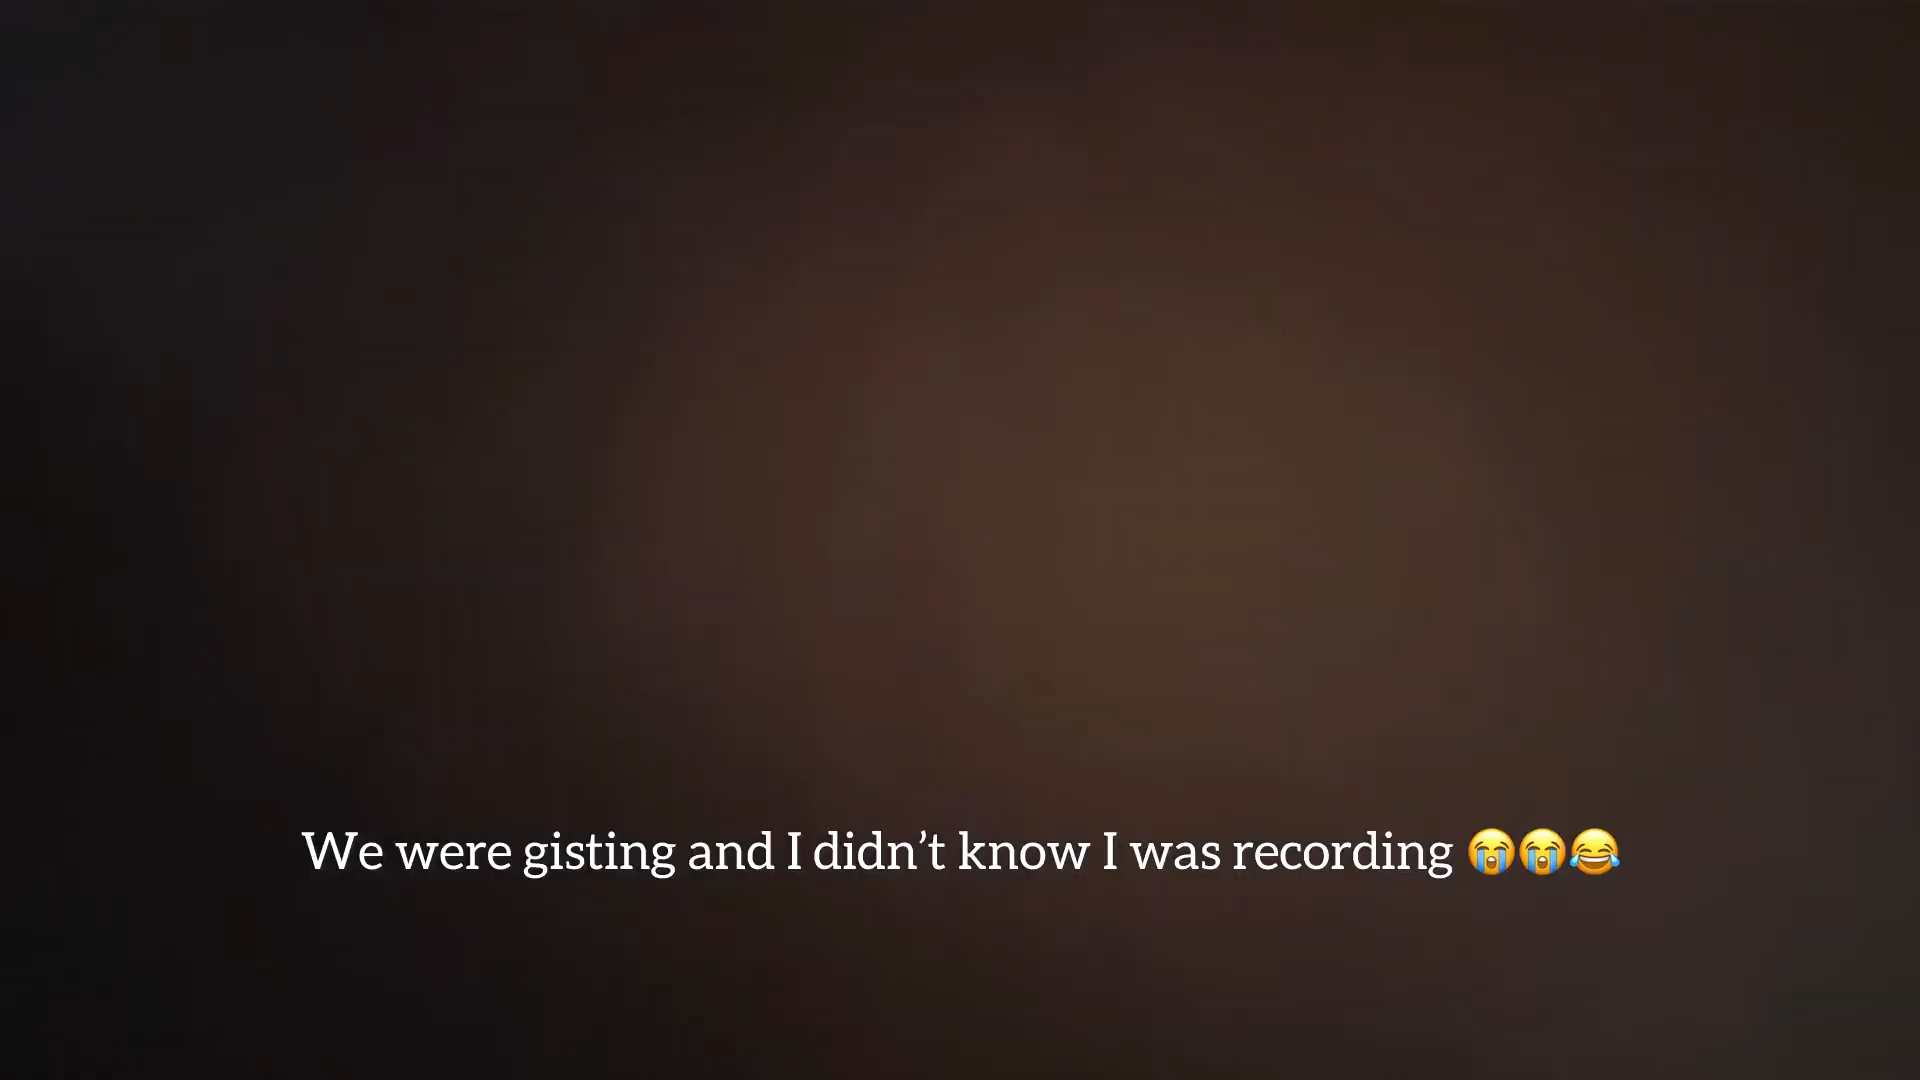 We were gisting and I didn’t know I was recording 😭😭😂